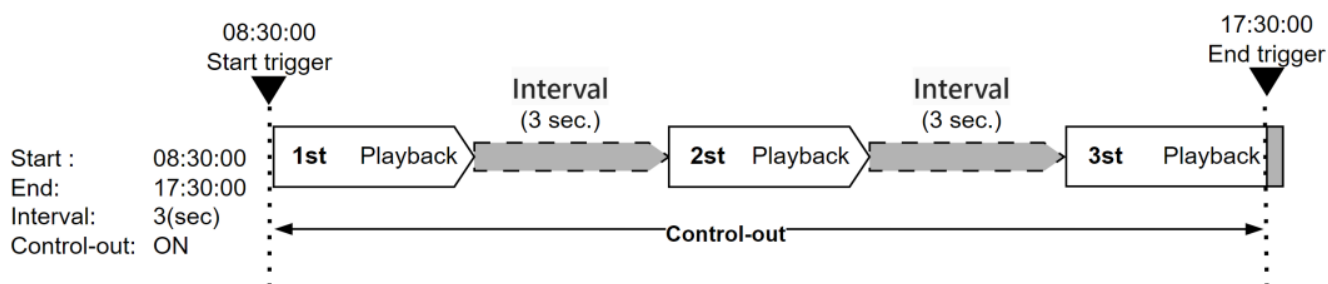 08:30:00
Start trigger
17:30:00
End trigger
Interval
(3 sec.)
Interval
(3 sec.)
1st Playback
2st Playback
3st Playback
Start : 08:30:00
End: 17:30:00
Interval: 3(sec)
Control-out: ON
Control-out